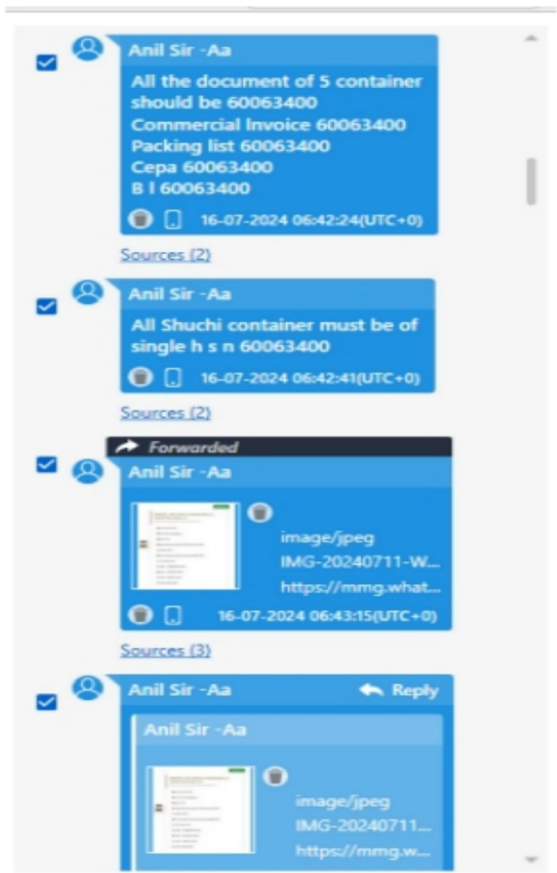 Anil Sir -Aa
All the document of 5 container
should be 60063400
Commercial Invoice 60063400
Packing list 60063400
Cepa 60063400
B l 60063400
16-07-2024 06:42:24(UTC+0)
Sources (2)
Anil Sir -Aa
All Shuchi container must be of
single h s n 60063400
16-07-2024 06:42:41(UTC+0)
Sources (2)
Forwarded
Anil Sir -Aa
image/jpeg
IMG-20240711-W...
https://mmg.what...
16-07-2024 06:43:15(UTC+0)
Sources (3)
Anil Sir -Aa Reply
Anil Sir -Aa
image/jpeg
IMG-20240711...
https://mmg.w...